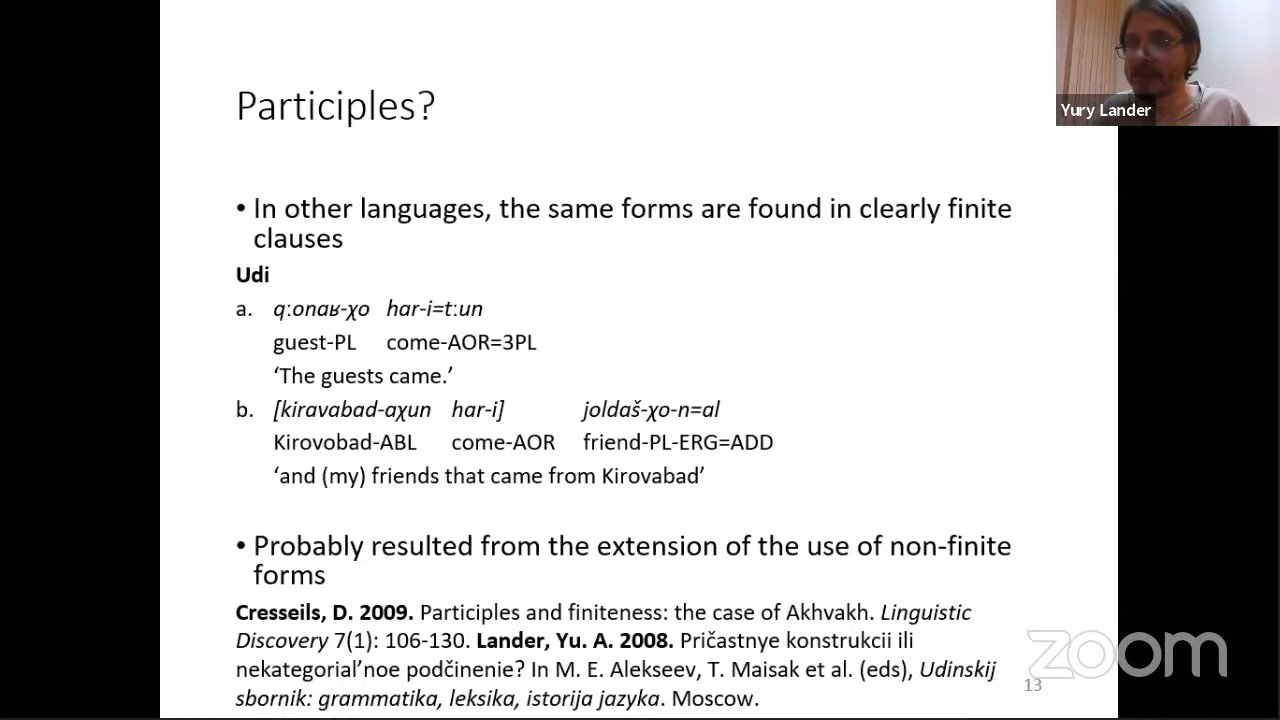 Participles?
Yury Lander
• In other languages, the same forms are found in clearly finite
clauses
Udi
a. qːonaʁ-χo har-i=tːun
guest-PL come-AOR=3PL
‘The guests came.’
b. [kiravabad-aχun har-i] joldaš-χo-n=al
Kirovobad-ABL come-AOR friend-PL-ERG=ADD
‘and (my) friends that came from Kirovabad’
• Probably resulted from the extension of the use of non-finite
forms
Cresseils, D. 2009. Participles and finiteness: the case of Akhvakh. Linguistic
Discovery 7(1): 106-130. Lander, Yu. A. 2008. Pričastnye konstrukcii ili
nekategorial’noe podčinenie? In M. E. Alekseev, T. Maisak et al. (eds), Udinskij
sbornik: grammatika, leksika, istorija jazyka. Moscow.
13
zoom